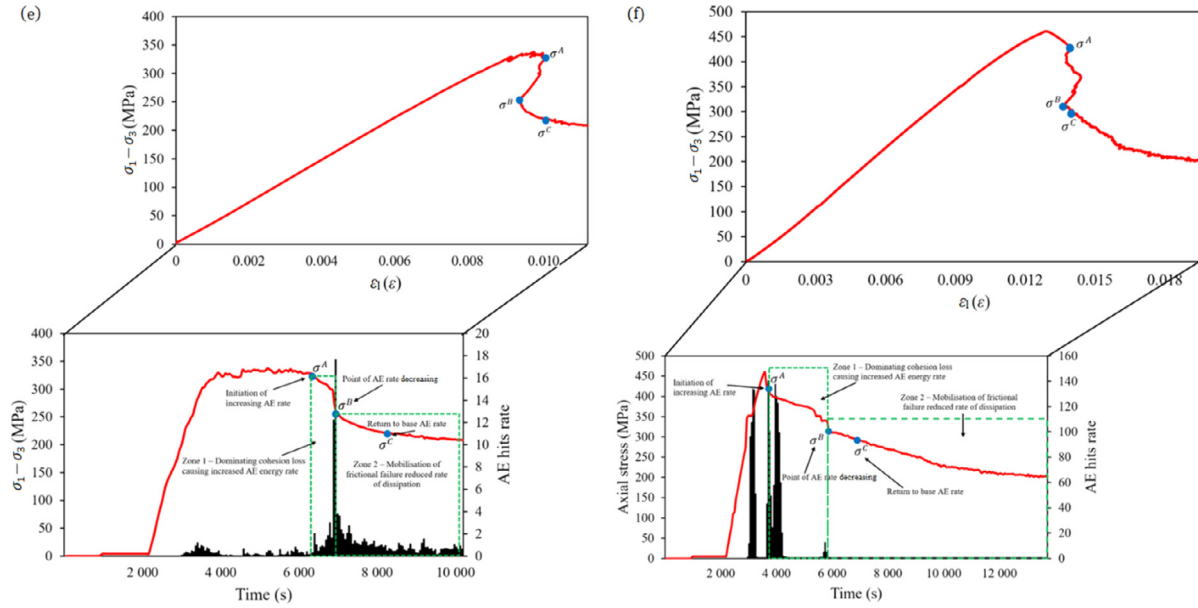 (e)
400
350
300
250
200
150
100
50
0
σ₁ − σ₃ (MPa)
σᴬ
σᴮ
σᶜ
0 0.002 0.004 0.006 0.008 0.010
εₗ (ε)
400
350
300
250
200
150
100
50
0
σ₁ − σ₃ (MPa)
20
18
16
14
12
10
8
6
4
2
0
AE hits rate
σᴬ
Initiation of
increasing AE rate
Point of AE rate decreasing
σᴮ
Return to base AE rate
σᶜ
Zone 1 – Dominating cohesion loss
causing increased AE energy rate
Zone 2 – Mobilisation of
frictional failure reduced rate
of dissipation
2 000 4 000 6 000 8 000 10 000
Time (s)
(f)
500
450
400
350
300
250
200
150
100
50
0
σ₁ − σ₃ (MPa)
σᴬ
σᴮ
σᶜ
0 0.003 0.006 0.009 0.012 0.015 0.018
εₗ (ε)
500
450
400
350
300
250
200
150
100
50
0
Axial stress (MPa)
160
140
120
100
80
60
40
20
0
AE hits rate
Initiation of
increasing AE rate
σᴬ
Zone 1 – Dominating cohesion loss
causing increased AE energy rate
Zone 2 – Mobilisation of frictional
failure reduced rate of dissipation
σᴮ
σᶜ
Point of AE rate decreasing
Return to base AE rate
2 000 4 000 6 000 8 000 10 000 12 000
Time (s)